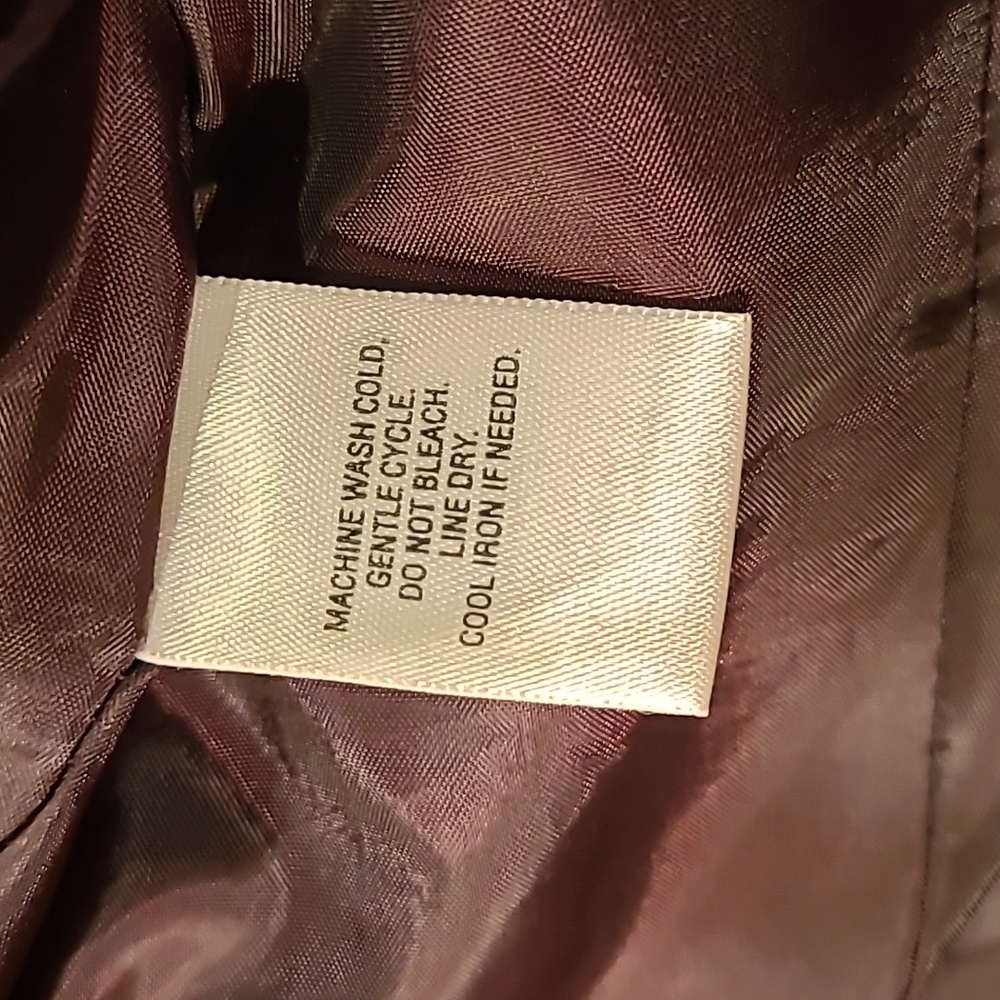 MACHINE WASH COLD,
GENTLE CYCLE.
DO NOT BLEACH.
LINE DRY.
COOL IRON IF NEEDED.